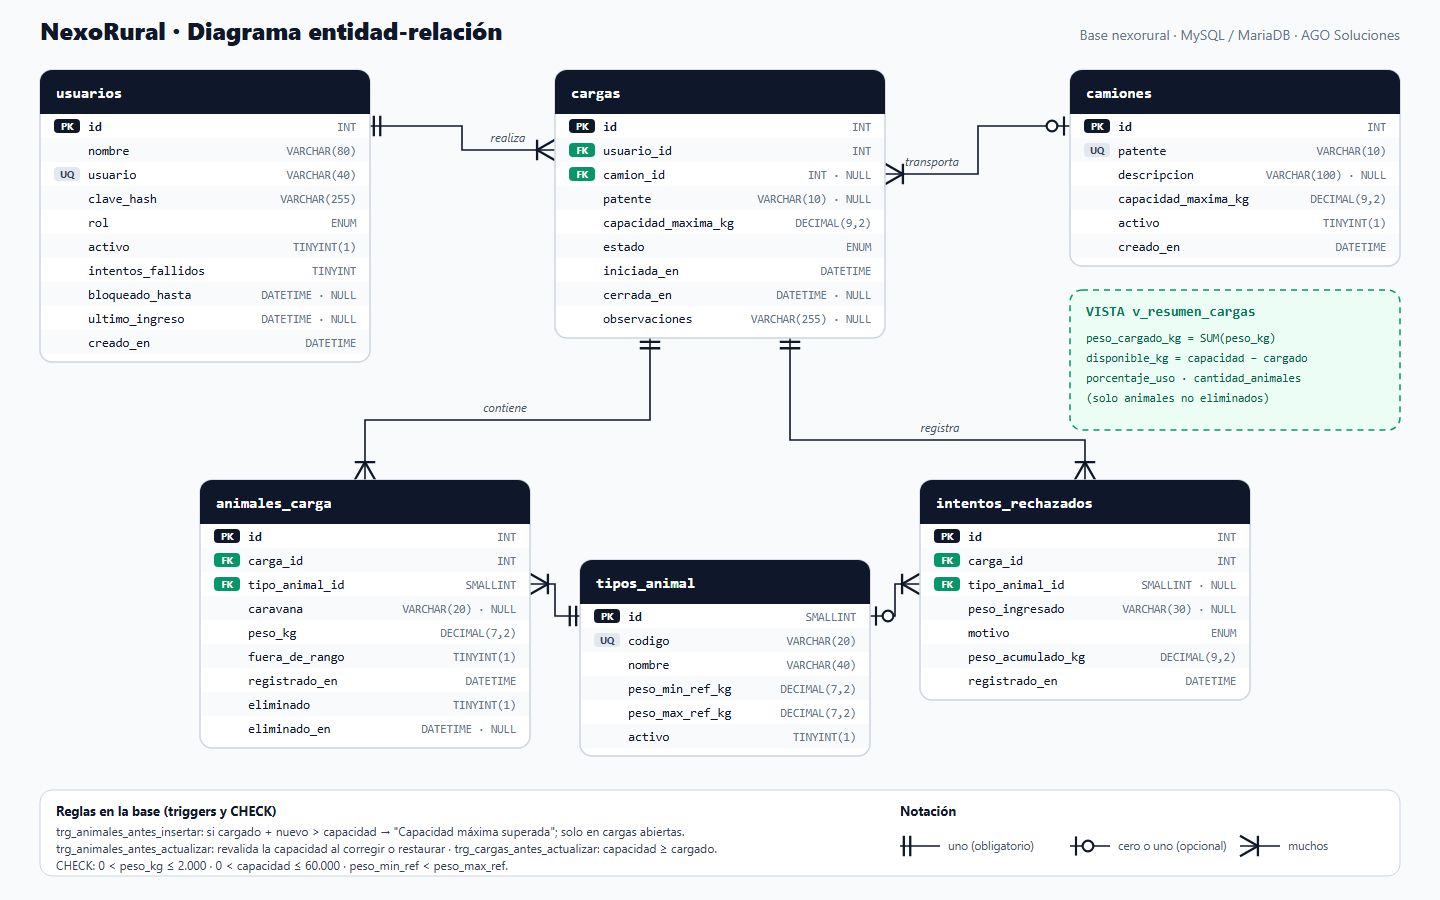 NexoRural · Diagrama entidad-relación
Base nexorural · MySQL / MariaDB · AGO Soluciones
usuarios
PK id INT
nombre VARCHAR(80)
UQ usuario VARCHAR(40)
clave_hash VARCHAR(255)
rol ENUM
activo TINYINT(1)
intentos_fallidos TINYINT
bloqueado_hasta DATETIME · NULL
ultimo_ingreso DATETIME · NULL
creado_en DATETIME
realiza
cargas
PK id INT
FK usuario_id INT
FK camion_id INT · NULL
patente VARCHAR(10) · NULL
capacidad_maxima_kg DECIMAL(9,2)
estado ENUM
iniciada_en DATETIME
cerrada_en DATETIME · NULL
observaciones VARCHAR(255) · NULL
transporta
camiones
PK id INT
UQ patente VARCHAR(10)
descripcion VARCHAR(100) · NULL
capacidad_maxima_kg DECIMAL(9,2)
activo TINYINT(1)
creado_en DATETIME
VISTA v_resumen_cargas
peso_cargado_kg = SUM(peso_kg)
disponible_kg = capacidad − cargado
porcentaje_uso · cantidad_animales
(solo animales no eliminados)
contiene
registra
animales_carga
PK id INT
FK carga_id INT
FK tipo_animal_id SMALLINT
caravana VARCHAR(20) · NULL
peso_kg DECIMAL(7,2)
fuera_de_rango TINYINT(1)
registrado_en DATETIME
eliminado TINYINT(1)
eliminado_en DATETIME · NULL
tipos_animal
PK id SMALLINT
UQ codigo VARCHAR(20)
nombre VARCHAR(40)
peso_min_ref_kg DECIMAL(7,2)
peso_max_ref_kg DECIMAL(7,2)
activo TINYINT(1)
intentos_rechazados
PK id INT
FK carga_id INT
FK tipo_animal_id SMALLINT · NULL
peso_ingresado VARCHAR(30) · NULL
motivo ENUM
peso_acumulado_kg DECIMAL(9,2)
registrado_en DATETIME
Reglas en la base (triggers y CHECK)
trg_animales_antes_insertar: si cargado + nuevo > capacidad → "Capacidad máxima superada"; solo en cargas abiertas.
trg_animales_antes_actualizar: revalida la capacidad al corregir o restaurar · trg_cargas_antes_actualizar: capacidad ≥ cargado.
CHECK: 0 < peso_kg ≤ 2.000 · 0 < capacidad ≤ 60.000 · peso_min_ref < peso_max_ref.
Notación
uno (obligatorio)
cero o uno (opcional)
muchos